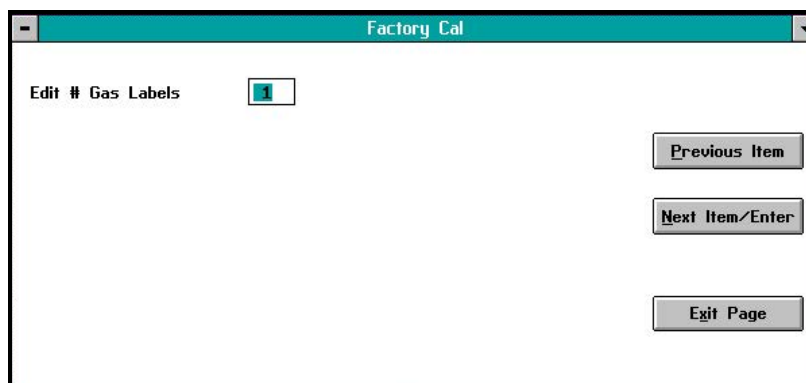 Factory Cal
Edit # Gas Labels 1
Previous Item
Next Item/Enter
Exit Page